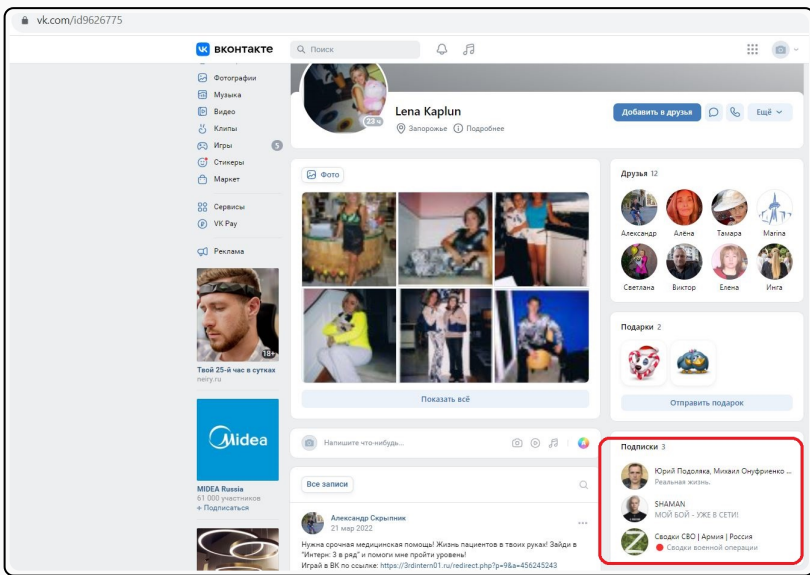 vk.com/id9626775
вконтакте
Поиск
Фотографии
Музыка
Видео
Клипы
Игры 5
Стикеры
Маркет
Сервисы
VK Pay
Реклама
18+
Твой 25-й час в сутках
neiry.ru
Midea
MIDEA Russia
61 000 участников
+ Подписаться
22 ч
Lena Kaplun
Запорожье Подробнее
Добавить в друзья
Ещё
Фото
Показать всё
Напишите что-нибудь...
Все записи
Александр Скрыпник
21 мар 2022
Нужна срочная медицинская помощь! Жизнь пациентов в твоих руках! Зайди в
"Интерн: 3 в ряд" и помоги мне пройти уровень!
Играй в ВК по ссылке: https://3rdintern01.ru/redirect.php?p=9&a=456245243
Друзья 12
Александр Алёна Тамара Marina
Светлана Виктор Елена Инга
Подарки 2
Отправить подарок
Подписки 3
Юрий Подоляка, Михаил Онуфриенко ...
Реальная жизнь.
SHAMAN
МОЙ БОЙ - УЖЕ В СЕТИ!
Сводки СВО | Армия | Россия
Сводки военной операции